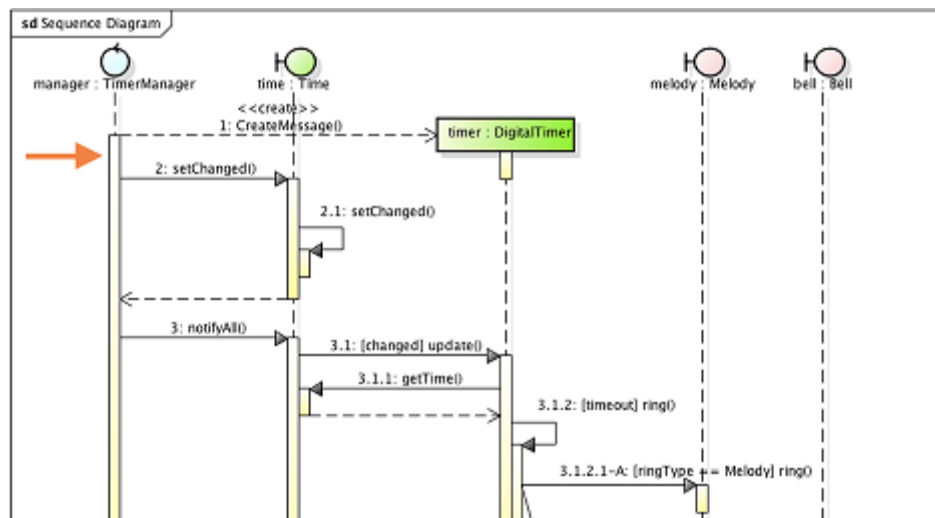 sd Sequence Diagram
manager : TimerManager
time : Time
melody : Melody
bell : Bell
<<create>>
1: CreateMessage()
timer : DigitalTimer
2: setChanged()
2.1: setChanged()
3: notifyAll()
3.1: [changed] update()
3.1.1: getTime()
3.1.2: [timeout] ring()
3.1.2.1-A: [ringType == Melody] ring()